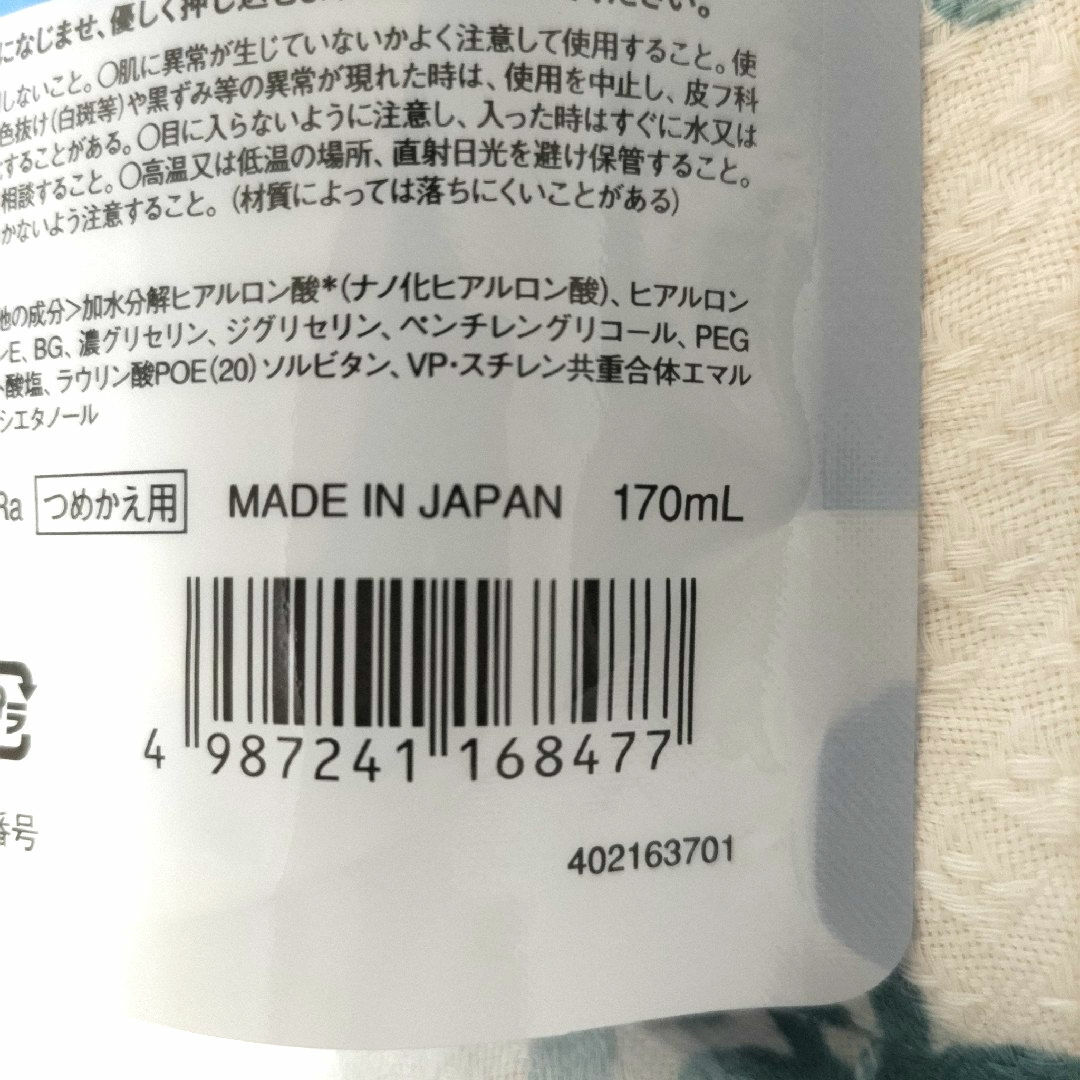 になじませ、優しく押し込むよ
ください。
しないこと。○肌に異常が生じていないかよく注意して使用すること。使
色抜け(白斑等)や黒ずみ等の異常が現れた時は、使用を中止し、皮フ科
することがある。○目に入らないように注意し、入った時はすぐに水又は
相談すること。○高温又は低温の場所、直射日光を避け保管すること。
かないよう注意すること。(材質によっては落ちにくいことがある)
他の成分>加水分解ヒアルロン酸*(ナノ化ヒアルロン酸)、ヒアルロン
ンE、BG、濃グリセリン、ジグリセリン、ペンチレングリコール、PEG
酸塩、ラウリン酸POE(20)ソルビタン、VP・スチレン共重合体エマル
シエタノール
Ra つめかえ用 MADE IN JAPAN 170mL
4 987241 168477
プラ
番号
402163701